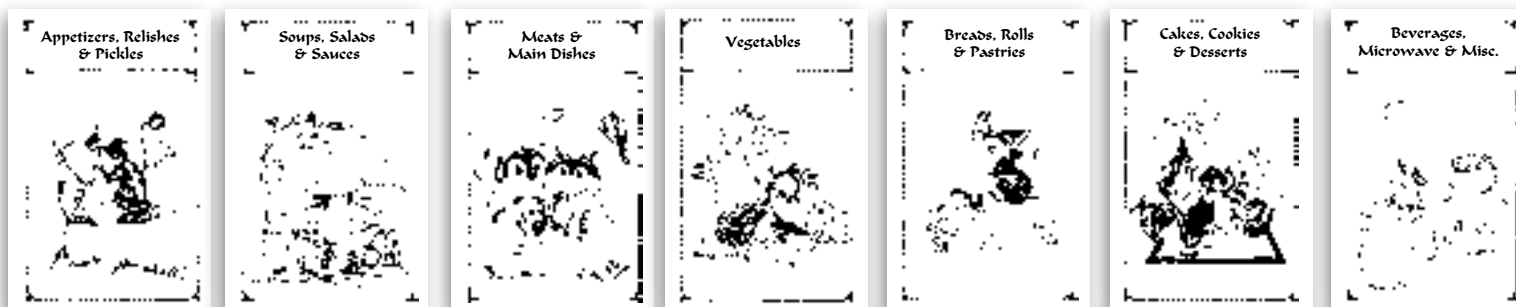 Appetizers, Relishes
& Pickles
Soups, Salads
& Sauces
Meats &
Main Dishes
Vegetables
Breads, Rolls
& Pastries
Cakes, Cookies
& Desserts
Beverages,
Microwave & Misc.